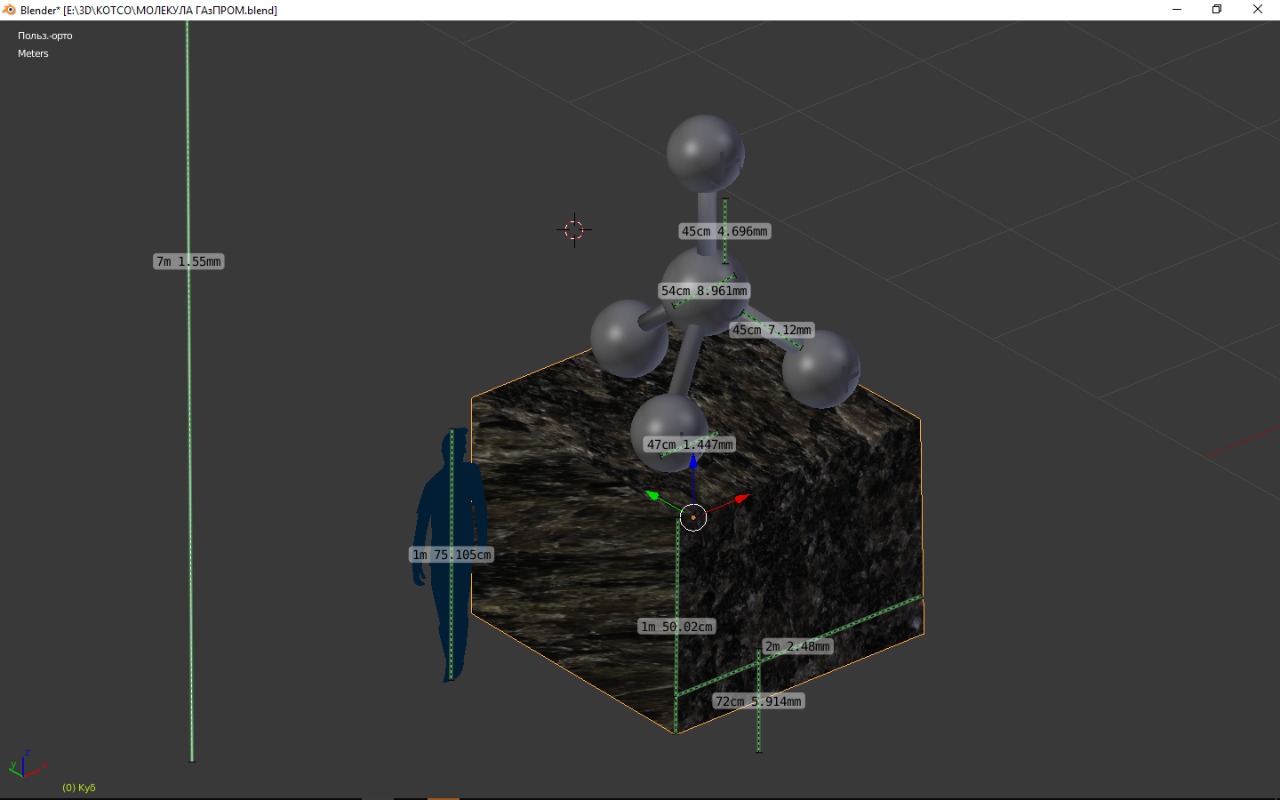 Blender* [E:\3D\КОТСО\МОЛЕКУЛА ГАзПРОМ.blend]
Польз.-орто
Meters
45cm 4.696mm
7m 1.55mm
54cm 8.961mm
45cm 7.12mm
47cm 1.447mm
1m 75.105cm
1m 50.02cm
2m 2.48mm
72cm 5.914mm
z
y
x
(0) Куб